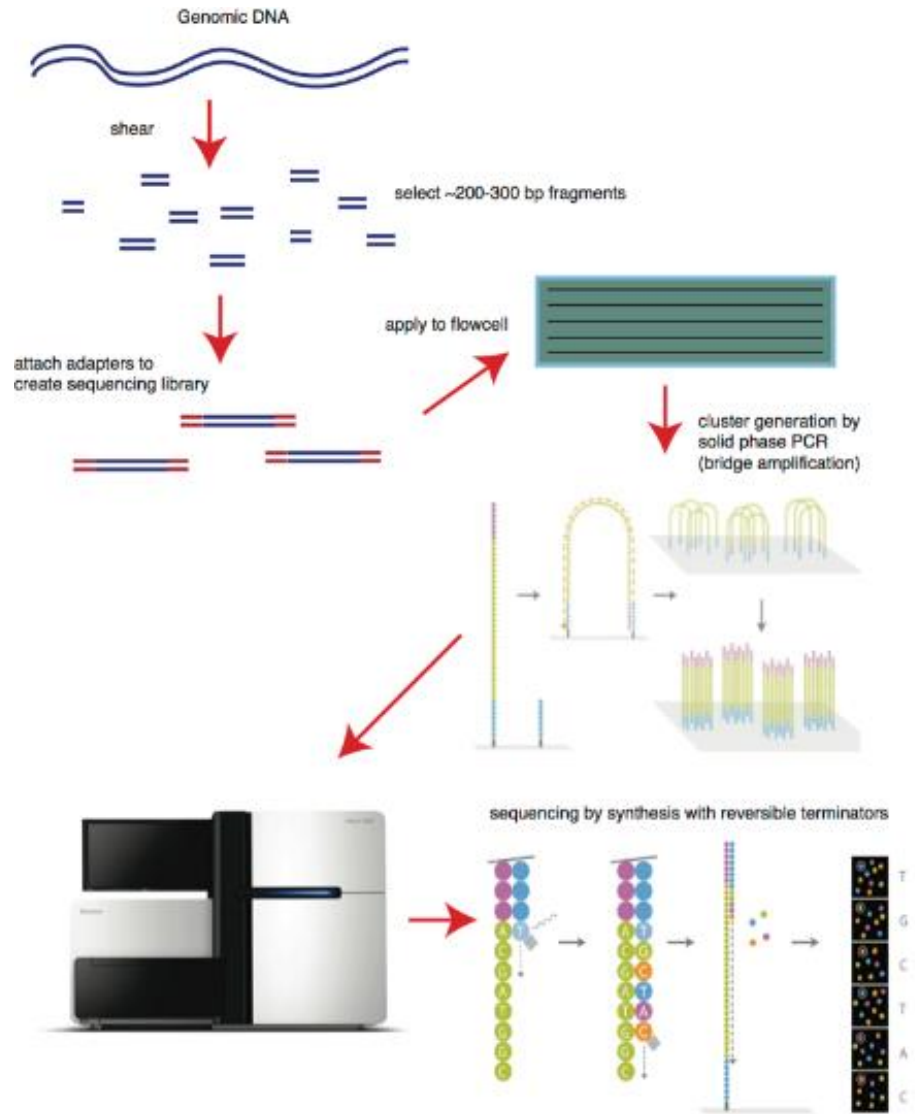 Genomic DNA
shear
select ~200-300 bp fragments
apply to flowcell
attach adapters to
create sequencing library
cluster generation by
solid phase PCR
(bridge amplification)
sequencing by synthesis with reversible terminators
A T
C
G
A
T
G
G
C
A T
C G
G C
A T
T A
G C
G
C
T
G
C
T
A
C